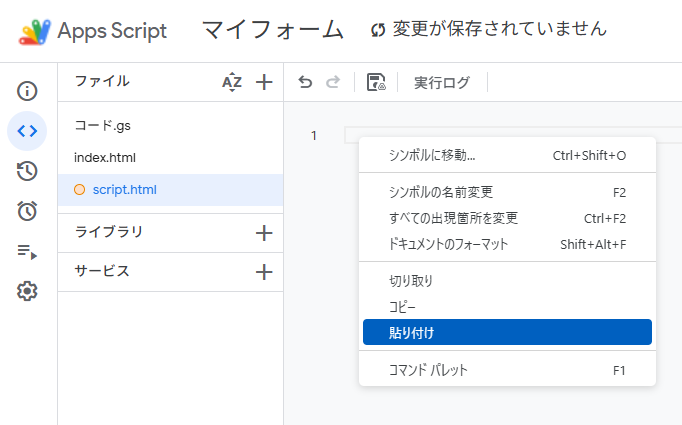 Apps Script マイフォーム 変更が保存されていません
ファイル AZ 実行ログ
コード.gs
index.html
script.html
ライブラリ
サービス
1
シンボルに移動... Ctrl+Shift+O
シンボルの名前変更 F2
すべての出現箇所を変更 Ctrl+F2
ドキュメントのフォーマット Shift+Alt+F
切り取り
コピー
貼り付け
コマンド パレット F1